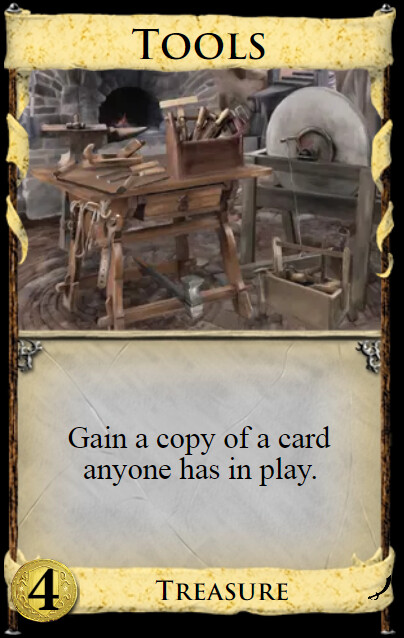 TOOLS
Gain a copy of a card
anyone has in play.
4
TREASURE